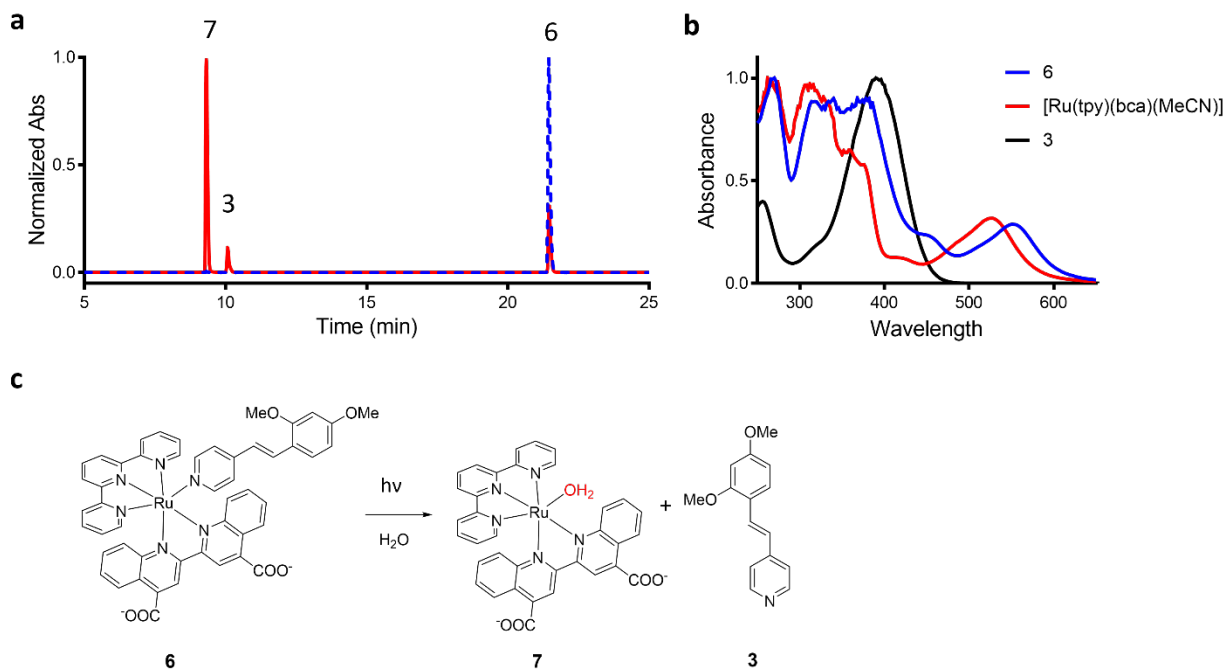 a
7
3
6
1.0
0.5
0.0
Normalized Abs
5
10
15
20
25
Time (min)
b
1.0
0.5
0.0
Absorbance
300
400
500
600
Wavelength
6
[Ru(tpy)(bca)(MeCN)]
3
c
MeO
OMe
N
N
N
N
Ru
N
N
COO-
-OOC
6
hν
H2O
N
N
N
OH2
Ru
N
N
COO-
-OOC
7
+
OMe
MeO
N
3